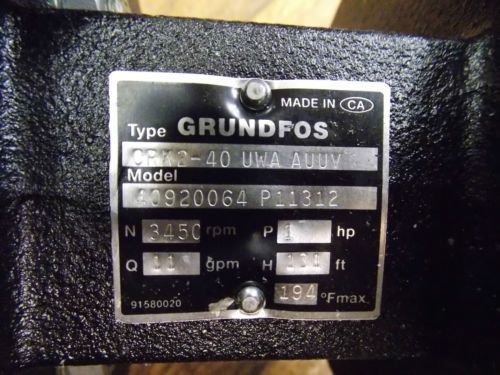 MADE IN CA
Type GRUNDFOS
CRK2-40 UWA AUUV
Model
40920064 P11312
N 3450 rpm P 1 hp
Q 11 gpm H 131 ft
91580020 194 °Fmax.